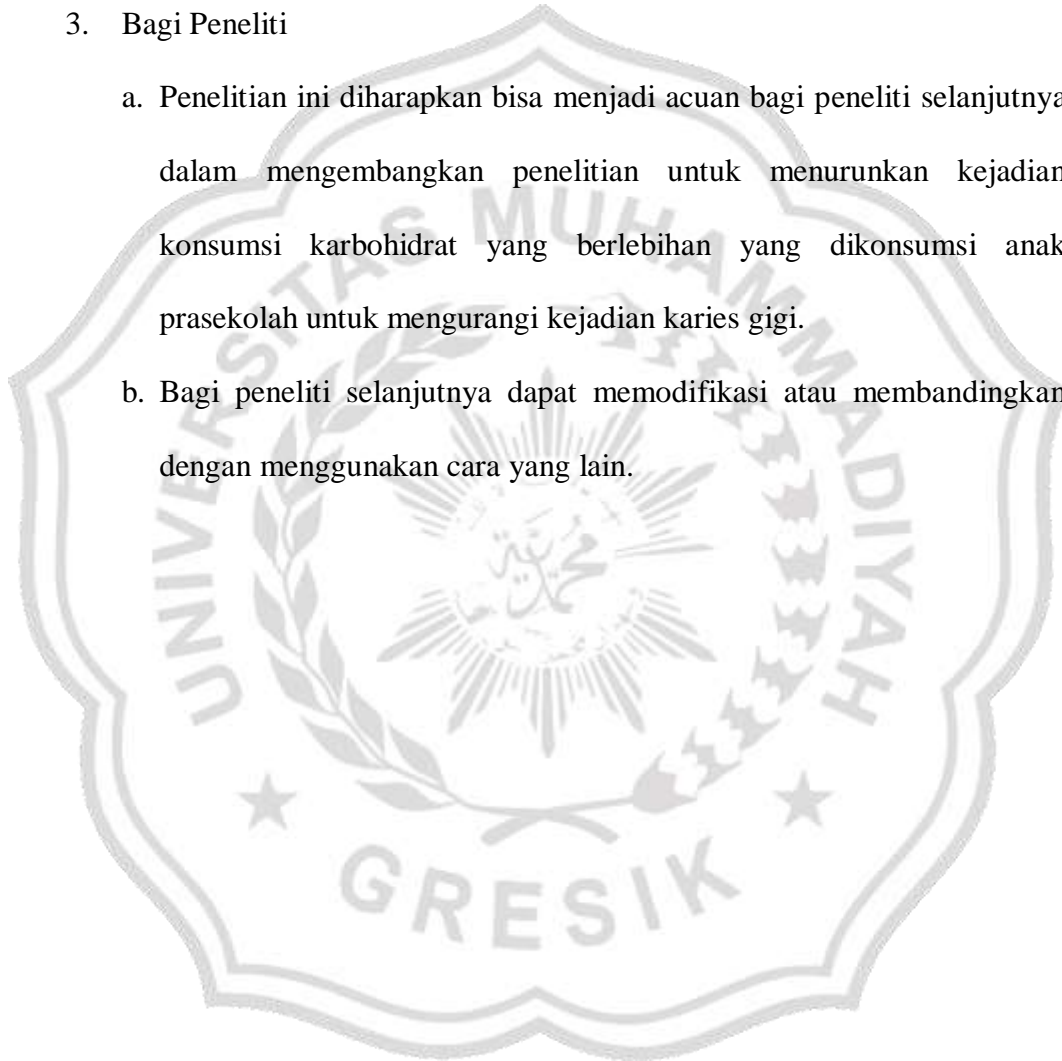 3. Bagi Peneliti
a. Penelitian ini diharapkan bisa menjadi acuan bagi peneliti selanjutnya
dalam mengembangkan penelitian untuk menurunkan kejadian
konsumsi karbohidrat yang berlebihan yang dikonsumsi anak
prasekolah untuk mengurangi kejadian karies gigi.
b. Bagi peneliti selanjutnya dapat memodifikasi atau membandingkan
dengan menggunakan cara yang lain.
UNIVERSITAS MUHAMMADIYAH
محمدية
GRESIK